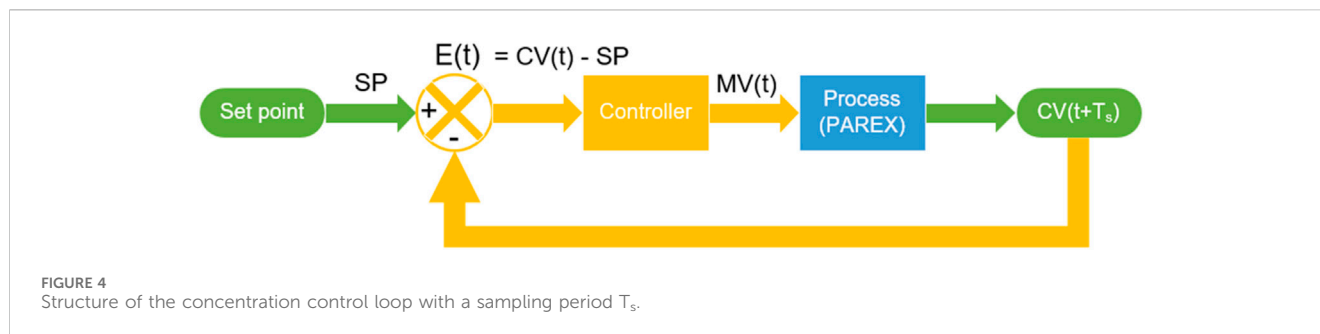 E(t) = CV(t) - SP
SP
MV(t)
Set point
+
-
Controller
Process
(PAREX)
CV(t+Tₛ)
FIGURE 4
Structure of the concentration control loop with a sampling period Tₛ.